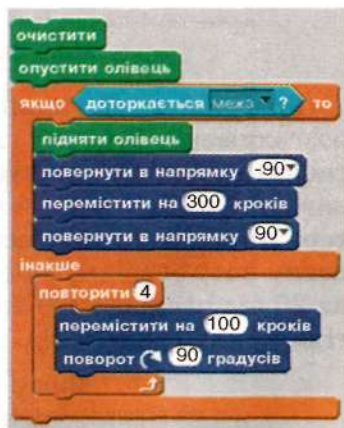 очистити
опустити олівець
якщо доторкається межа ? то
підняти олівець
повернути в напрямку -90
перемістити на 300 кроків
повернути в напрямку 90
інакше
повторити 4
перемістити на 100 кроків
поворот 90 градусів